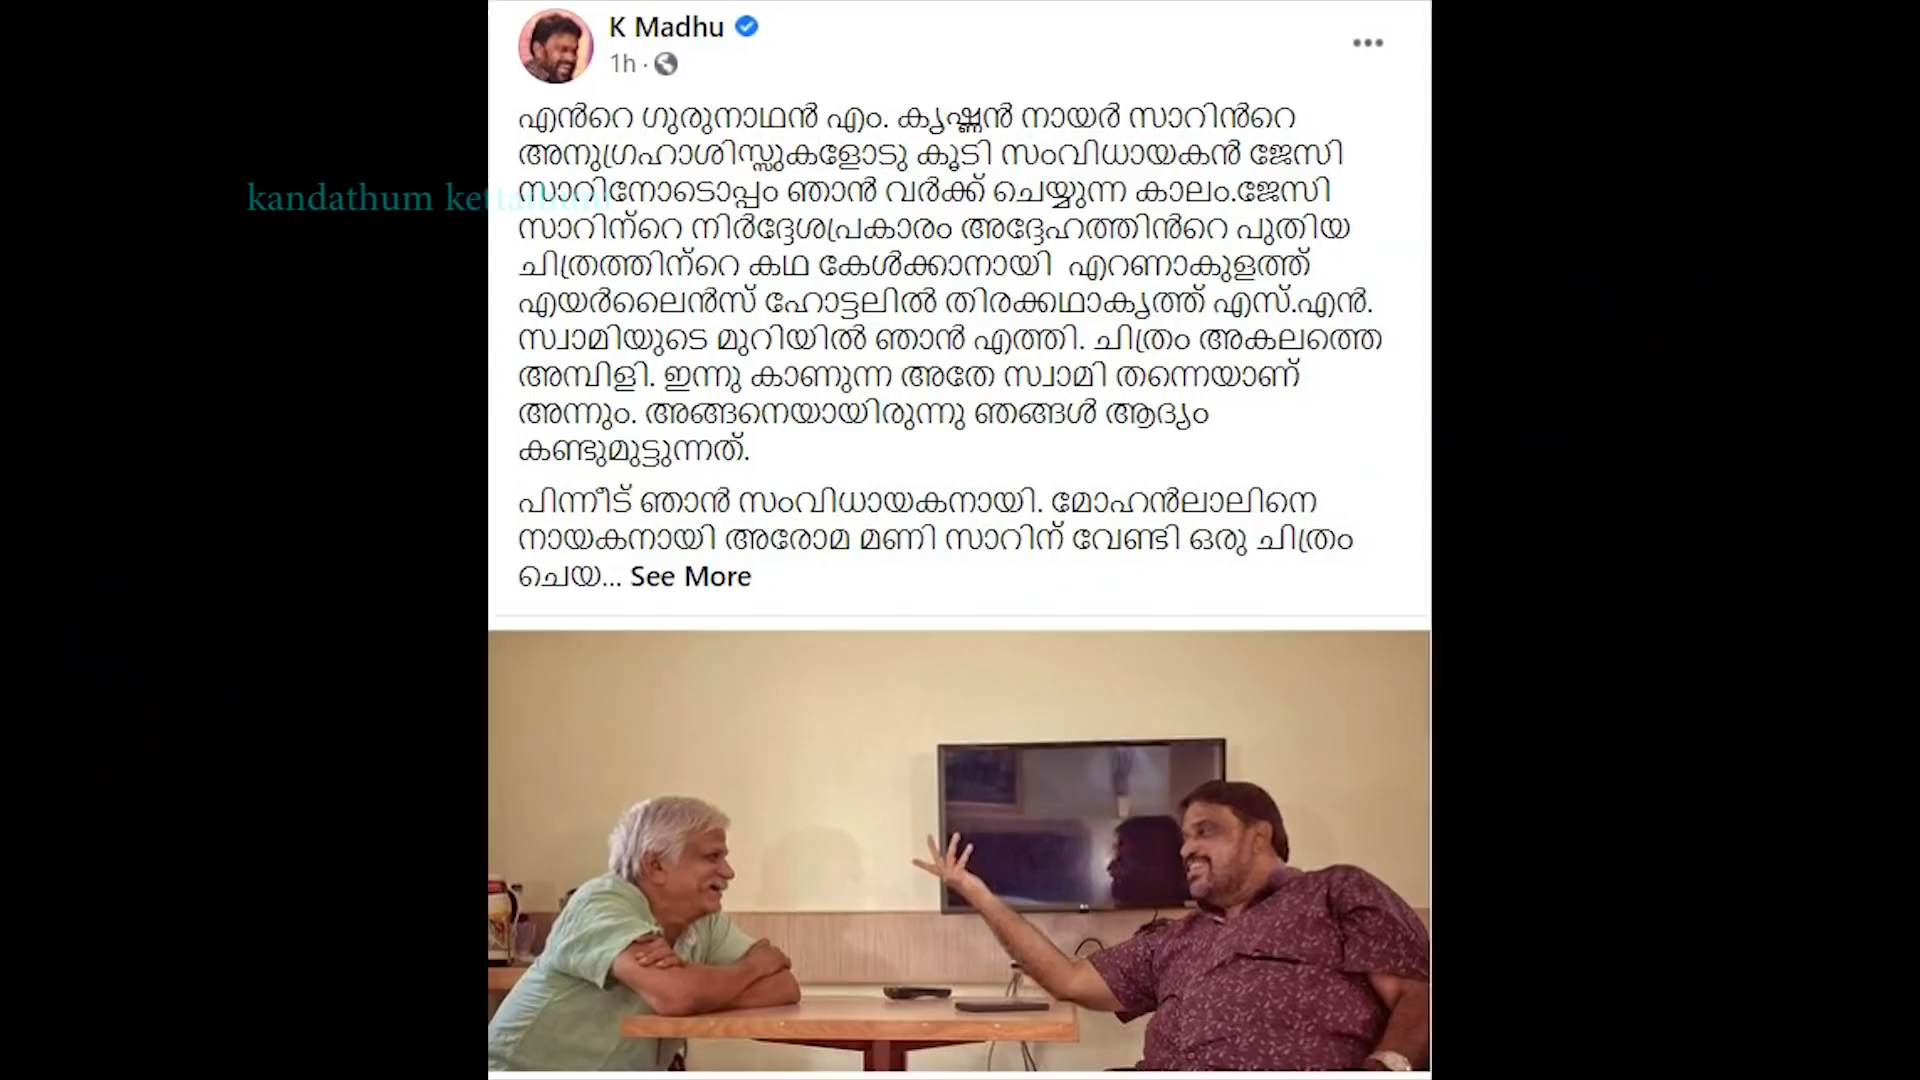 K Madhu
1h ·
എൻറെ ഗുരുനാഥൻ എം. കൃഷ്ണൻ നായർ സാറിൻറെ
അനുഗ്രഹാശിസ്സുകളോടു കൂടി സംവിധായകൻ ജേസി
സാറിനോടൊപ്പം ഞാൻ വർക്ക് ചെയ്യുന്ന കാലം.ജേസി
kandathum kettathum
സാറിന്റെ നിർദ്ദേശപ്രകാരം അദ്ദേഹത്തിൻറെ പുതിയ
ചിത്രത്തിന്റെ കഥ കേൾക്കാനായി എറണാകുളത്ത്
എയർലൈൻസ് ഹോട്ടലിൽ തിരക്കഥാകൃത്ത് എസ്.എൻ.
സ്വാമിയുടെ മുറിയിൽ ഞാൻ എത്തി. ചിത്രം അകലത്തെ
അമ്പിളി. ഇന്നു കാണുന്ന അതേ സ്വാമി തന്നെയാണ്
അന്നും. അങ്ങനെയായിരുന്നു ഞങ്ങൾ ആദ്യം
കണ്ടുമുട്ടുന്നത്.
പിന്നീട് ഞാൻ സംവിധായകനായി. മോഹൻലാലിനെ
നായകനായി അരോമ മണി സാറിന് വേണ്ടി ഒരു ചിത്രം
ചെയ... See More